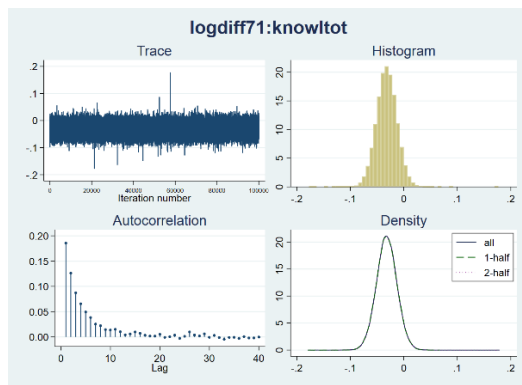 logdiff71:knowltot
Trace
.2
.1
0
-.1
-.2
0 20000 40000 60000 80000 100000
Iteration number
Histogram
20
15
10
5
0
-.2 -.1 0 .1 .2
Autocorrelation
0.20
0.15
0.10
0.05
0.00
0 10 20 30 40
Lag
Density
20
15
10
5
0
-.2 -.1 0 .1 .2
all
1-half
2-half